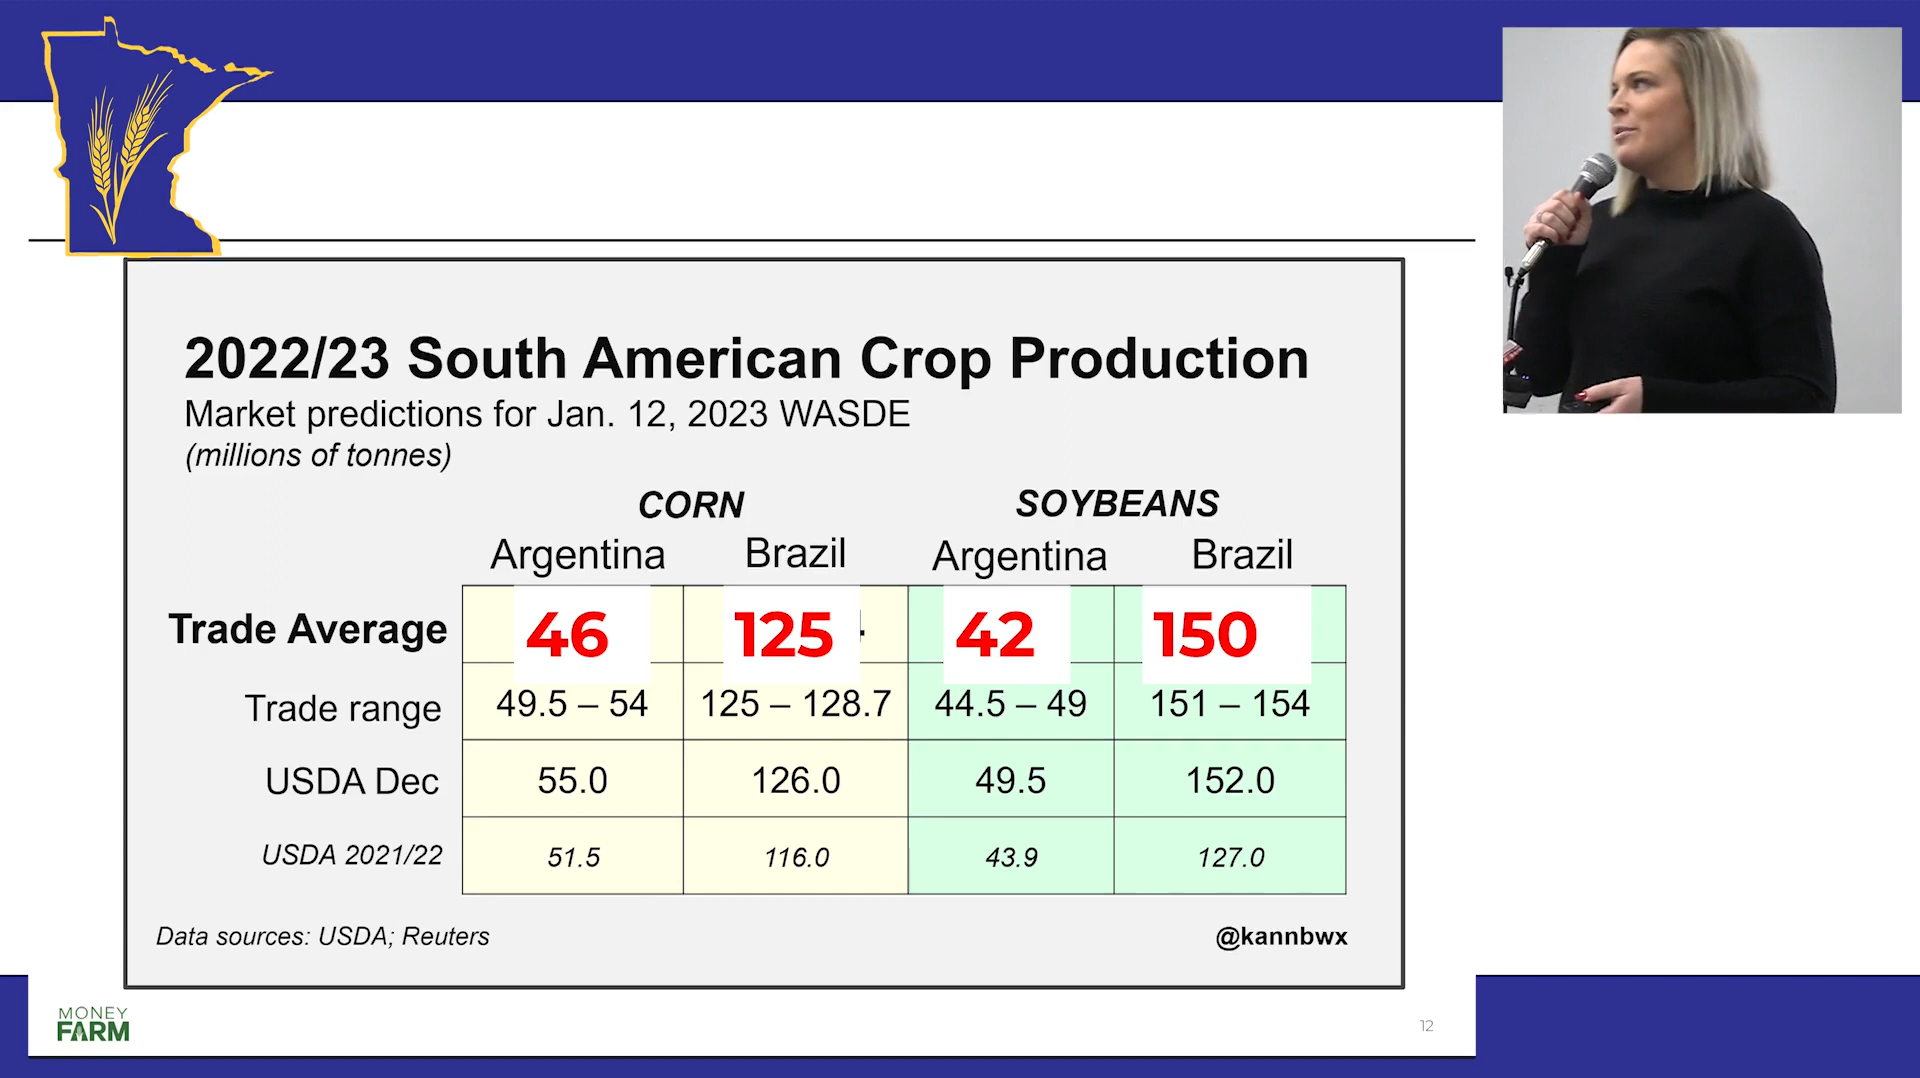 2022/23 South American Crop Production
Market predictions for Jan. 12, 2023 WASDE
(millions of tonnes)
CORN SOYBEANS
Argentina Brazil Argentina Brazil
Trade Average 46 125 42 150
Trade range 49.5 – 54 125 – 128.7 44.5 – 49 151 – 154
USDA Dec 55.0 126.0 49.5 152.0
USDA 2021/22 51.5 116.0 43.9 127.0
Data sources: USDA; Reuters @kannbwx
MONEY
FARM
12